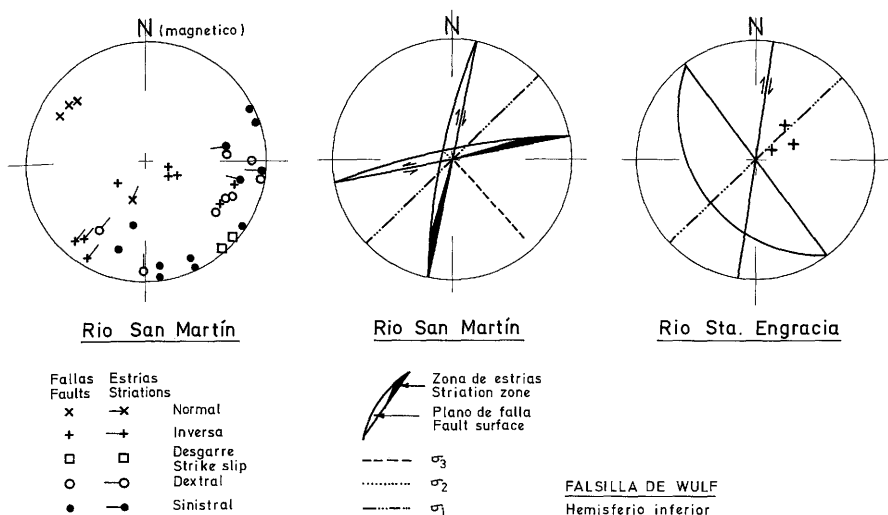 N (magnetico)
N
N
Rio San Martín
Rio San Martín
Rio Sta. Engracia
Fallas Estrias
Faults Striations
Normal
Inversa
Desgarre
Strike slip
Dextral
Sinistral
Zona de estrias
Striation zone
Plano de falla
Fault surface
σ3
σ2
σ1
FALSILLA DE WULF
Hemisferio inferior